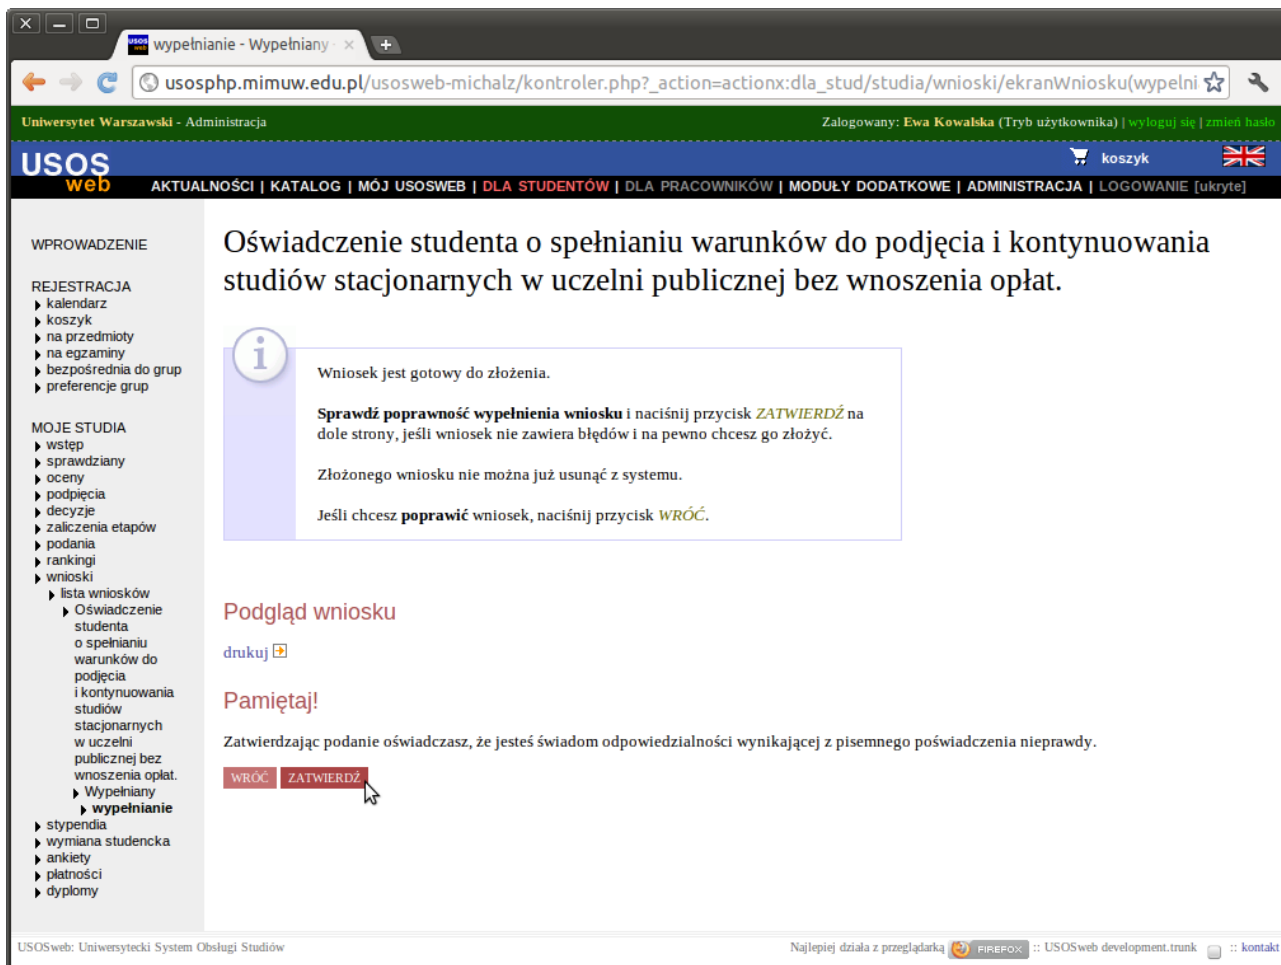 wypełnianie - Wypełniany
usosphp.mimuw.edu.pl/usosweb-michalz/kontroler.php?_action=actionx:dla_stud/studia/wnioski/ekranWniosku(wypelni
Uniwersytet Warszawski - Administracja
Zalogowany: Ewa Kowalska (Tryb użytkownika) | wyloguj się | zmień hasło
USOS
web
koszyk
AKTUALNOŚCI | KATALOG | MÓJ USOSWEB | DLA STUDENTÓW | DLA PRACOWNIKÓW | MODUŁY DODATKOWE | ADMINISTRACJA | LOGOWANIE [ukryte]
WPROWADZENIE
REJESTRACJA
kalendarz
koszyk
na przedmioty
na egzaminy
bezpośrednia do grup
preferencje grup
MOJE STUDIA
wstęp
sprawdziany
oceny
podpięcia
decyzje
zaliczenia etapów
podania
rankingi
wnioski
lista wniosków
Oświadczenie
studenta
o spełnianiu
warunków do
podjęcia
i kontynuowania
studiów
stacjonarnych
w uczelni
publicznej bez
wnoszenia opłat.
Wypełniany
wypełnianie
stypendia
wymiana studencka
ankiety
płatności
dyplomy
Oświadczenie studenta o spełnianiu warunków do podjęcia i kontynuowania
studiów stacjonarnych w uczelni publicznej bez wnoszenia opłat.
Wniosek jest gotowy do złożenia.
Sprawdź poprawność wypełnienia wniosku i naciśnij przycisk ZATWIERDŹ na
dole strony, jeśli wniosek nie zawiera błędów i na pewno chcesz go złożyć.
Złożonego wniosku nie można już usunąć z systemu.
Jeśli chcesz poprawić wniosek, naciśnij przycisk WRÓĆ.
Podgląd wniosku
drukuj
Pamiętaj!
Zatwierdzając podanie oświadczasz, że jesteś świadom odpowiedzialności wynikającej z pisemnego poświadczenia nieprawdy.
WRÓĆ ZATWIERDŹ
USOSweb: Uniwersytecki System Obsługi Studiów
Najlepiej działa z przeglądarką FIREFOX :: USOSweb development.trunk :: kontakt